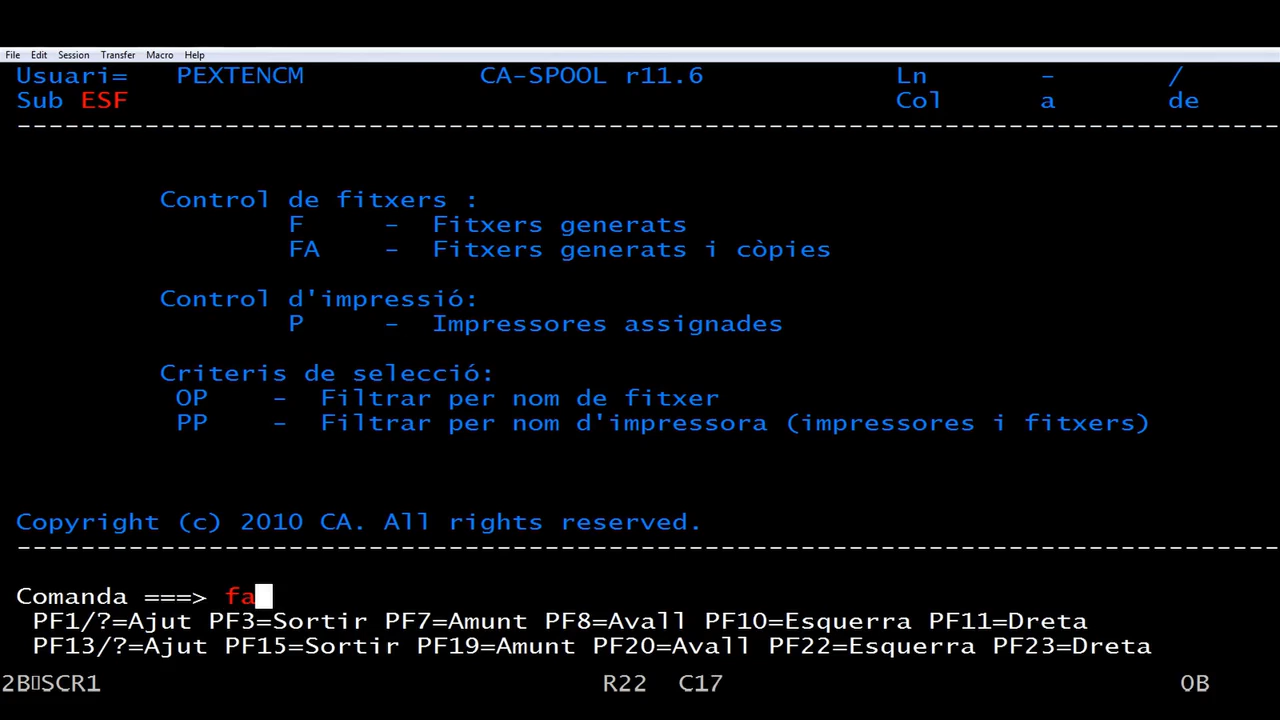 File Edit Session Transfer Macro Help
Usuari= PEXTENCM CA-SPOOL r11.6 Ln - /
Sub ESF Col a de
--------------------------------------------------------------------------------
Control de fitxers :
F - Fitxers generats
FA - Fitxers generats i còpies
Control d'impressió:
P - Impressores assignades
Criteris de selecció:
OP - Filtrar per nom de fitxer
PP - Filtrar per nom d'impressora (impressores i fitxers)
Copyright (c) 2010 CA. All rights reserved.
--------------------------------------------------------------------------------
Comanda ===> fa
PF1/?=Ajut PF3=Sortir PF7=Amunt PF8=Avall PF10=Esquerra PF11=Dreta
PF13/?=Ajut PF15=Sortir PF19=Amunt PF20=Avall PF22=Esquerra PF23=Dreta
2B▯SCR1 R22 C17 0B